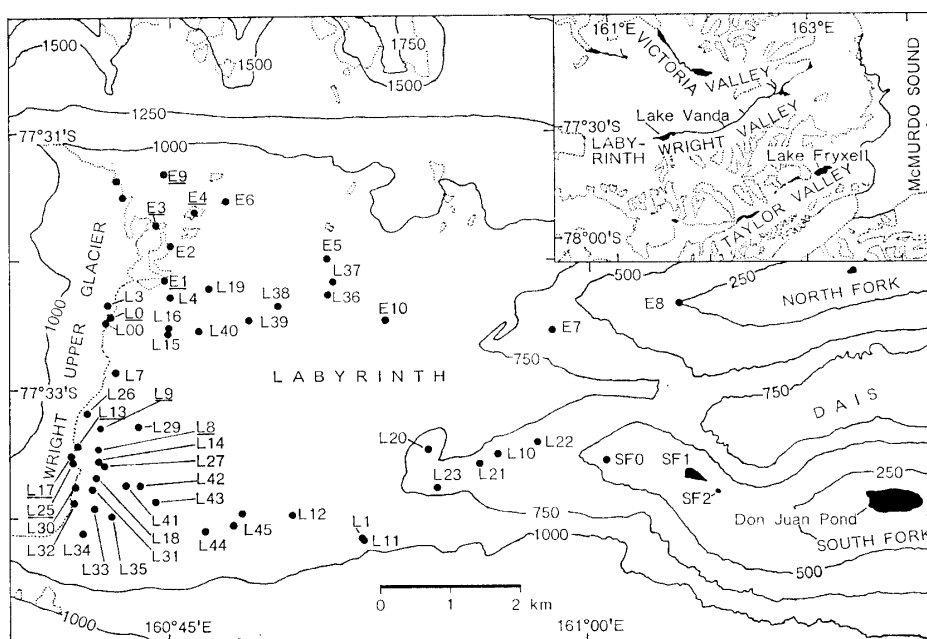 1500
1500
1750
1500
1250
1000
77°31'S
E9
E4
E6
E3
E2
E5
L37
E1
L4
L19
L3
L0
L00
L16
L15
L40
L39
L38
L36
E10
1000
WRIGHT UPPER GLACIER
L7
LABYRINTH
77°33'S
L26
L9
L13
L29
L8
L14
L27
L42
L43
L17
L25
L30
L32
L34
L33
L35
L31
L18
L41
L44
L45
L12
L1
L11
L20
L23
L21
L10
L22
750
750
1000
E7
E8
500
250
NORTH FORK
750
DAIS
SF0
SF1
SF2
250
Don Juan Pond
SOUTH FORK
500
1000
0 1 2
km
160°45'E
161°00'E
161°E
163°E
VICTORIA VALLEY
McMURDO SOUND
77°30'S
Lake Vanda
LABY-
RINTH
WRIGHT VALLEY
Lake Fryxell
TAYLOR VALLEY
78°00'S